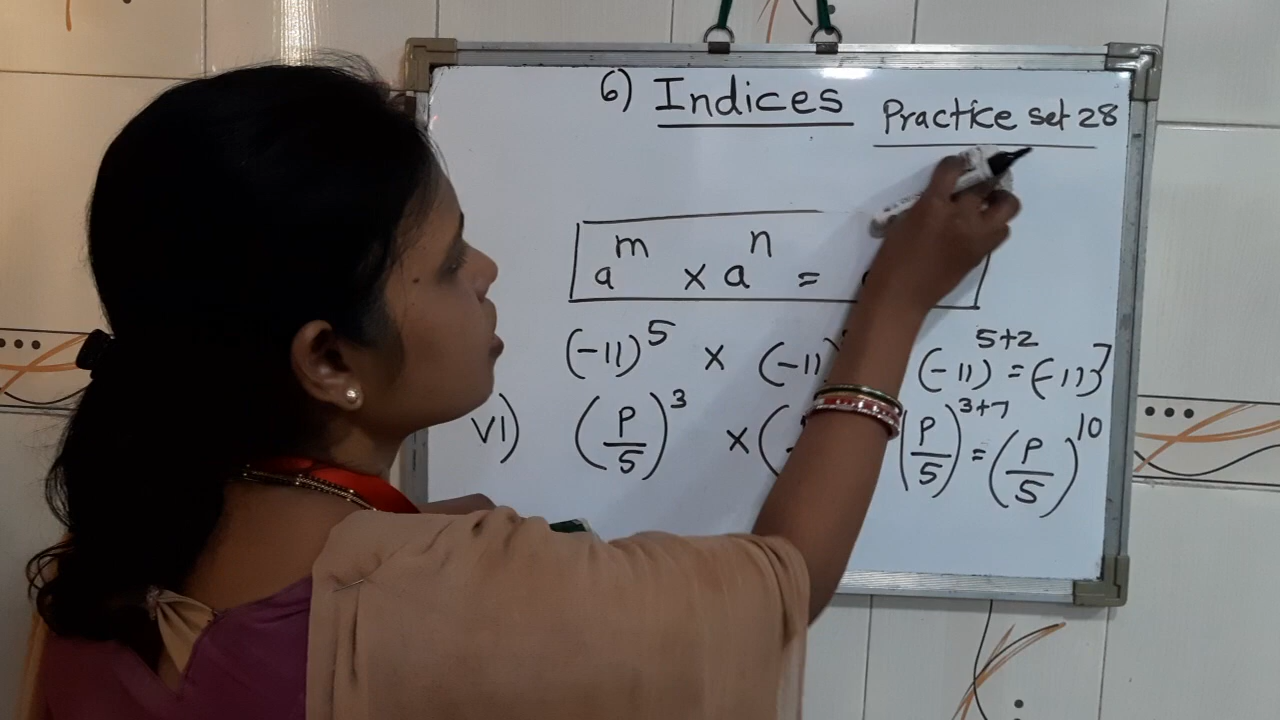 6) Indices Practice set 28
a^m × a^n =
(-11)^5 × (-11) (-11)^5+2 = (-11)^7
VI) (P/5)^3 × ( (P/5)^3+7 = (P/5)^10